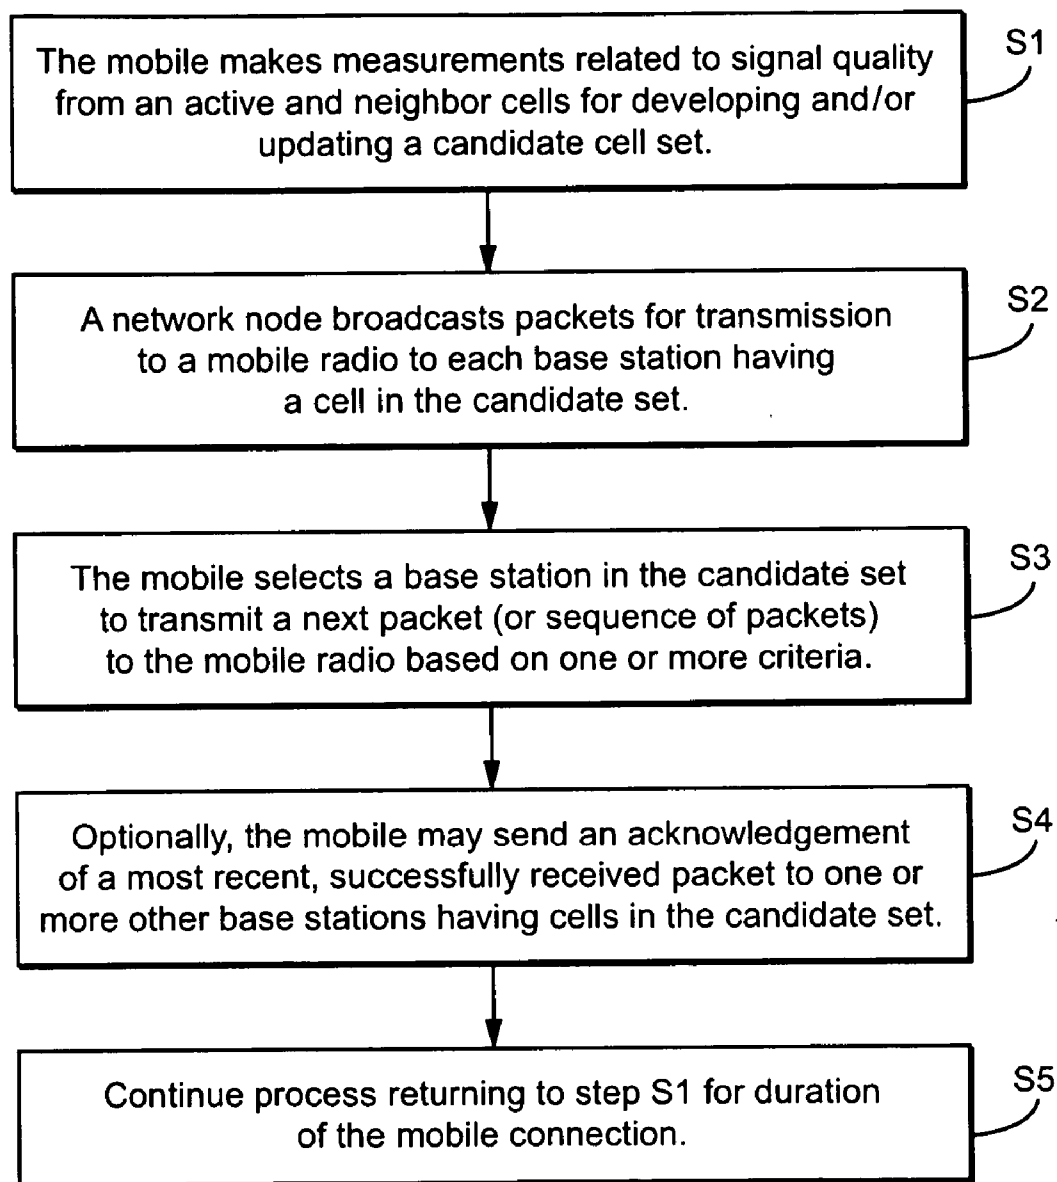 The mobile makes measurements related to signal quality
from an active and neighbor cells for developing and/or
updating a candidate cell set.
S1
A network node broadcasts packets for transmission
to a mobile radio to each base station having
a cell in the candidate set.
S2
The mobile selects a base station in the candidate set
to transmit a next packet (or sequence of packets)
to the mobile radio based on one or more criteria.
S3
Optionally, the mobile may send an acknowledgement
of a most recent, successfully received packet to one or
more other base stations having cells in the candidate set.
S4
Continue process returning to step S1 for duration
of the mobile connection.
S5